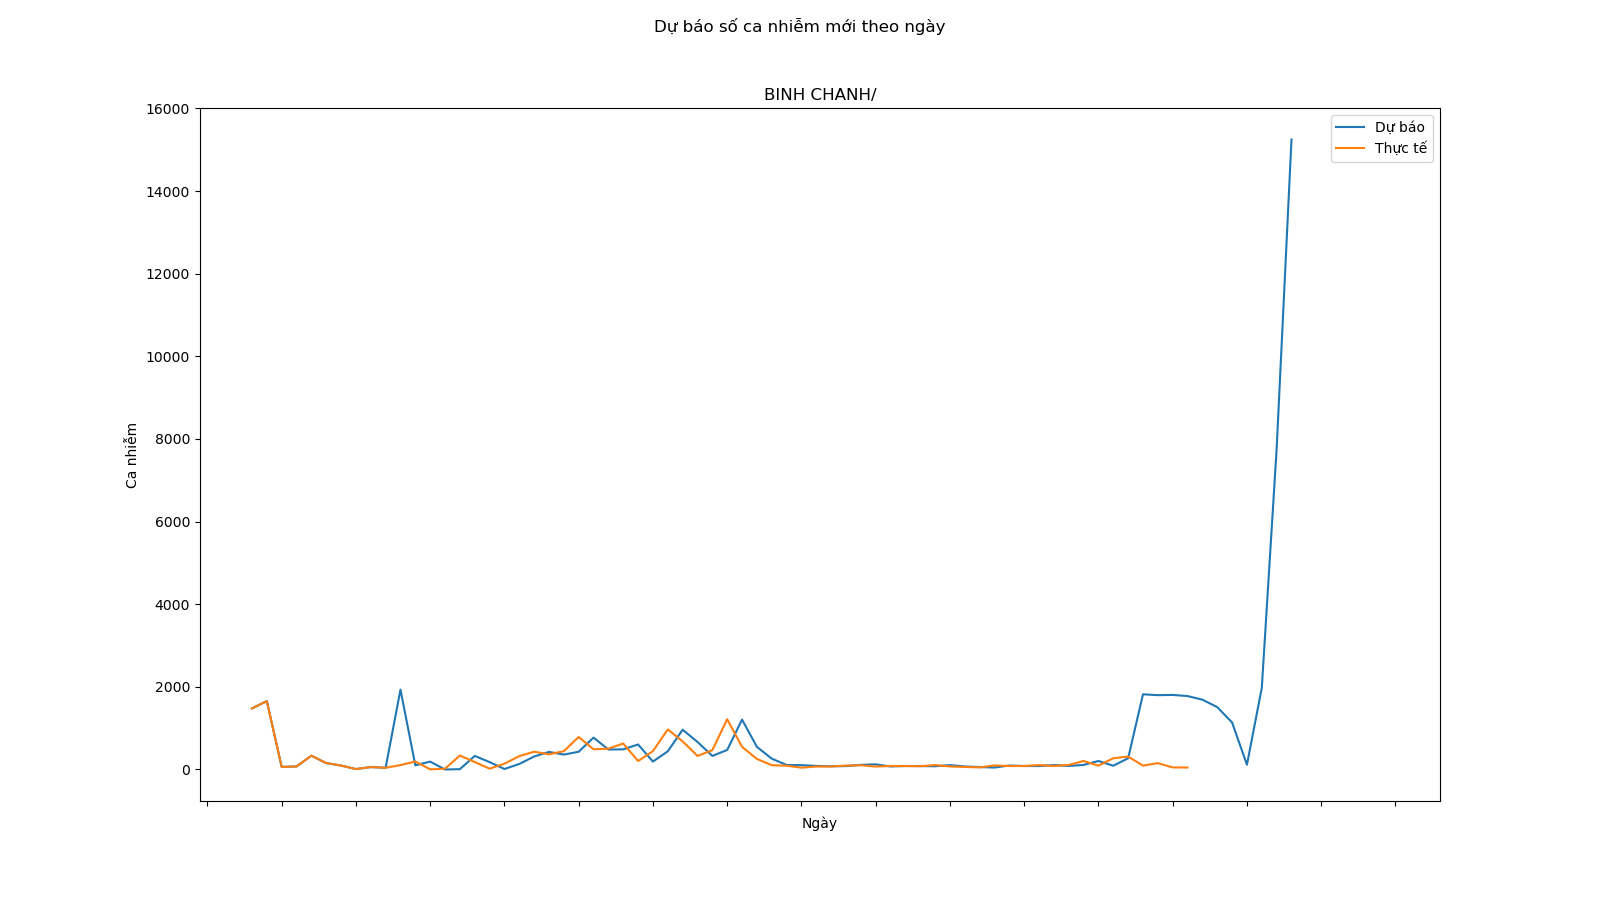 Dự báo số ca nhiễm mới theo ngày
BINH CHANH/
16000
14000
12000
10000
8000
6000
4000
2000
0
Ca nhiễm
Dự báo
Thực tế
Ngày